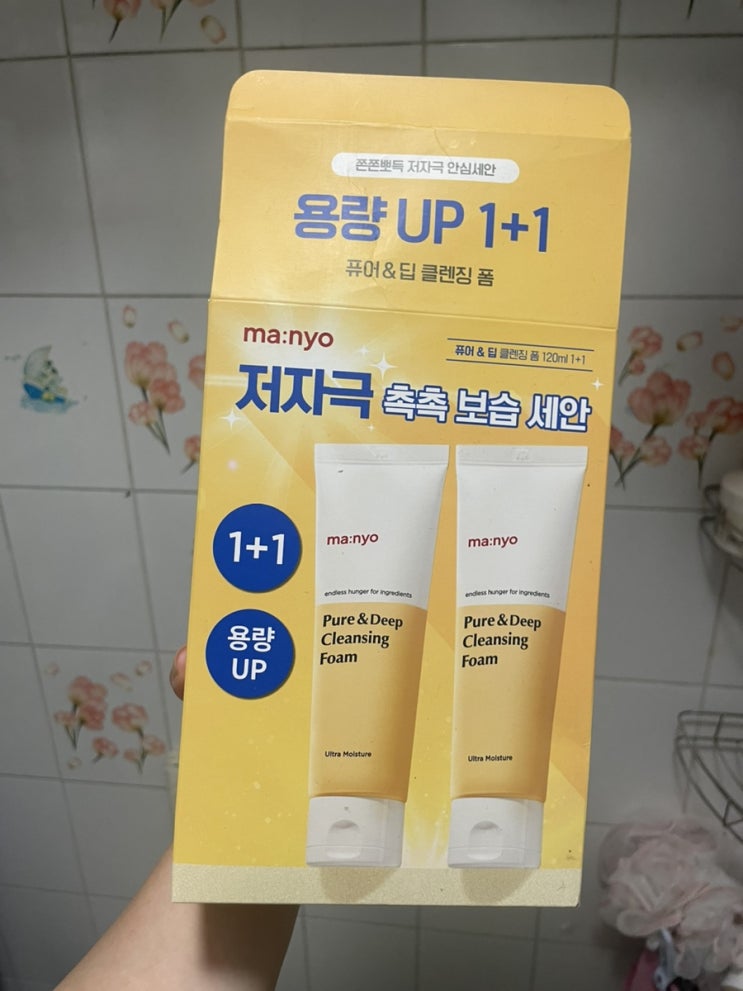 쫀쫀뽀득 저자극 안심세안
용량 UP 1+1
퓨어&딥 클렌징 폼
ma:nyo
퓨어 & 딥 클렌징 폼 120ml 1+1
저자극 촉촉 보습 세안
1+1
용량
UP
ma:nyo
endless hunger for ingredients
Pure & Deep
Cleansing
Foam
Ultra Moisture
ma:nyo
endless hunger for ingredients
Pure & Deep
Cleansing
Foam
Ultra Moisture